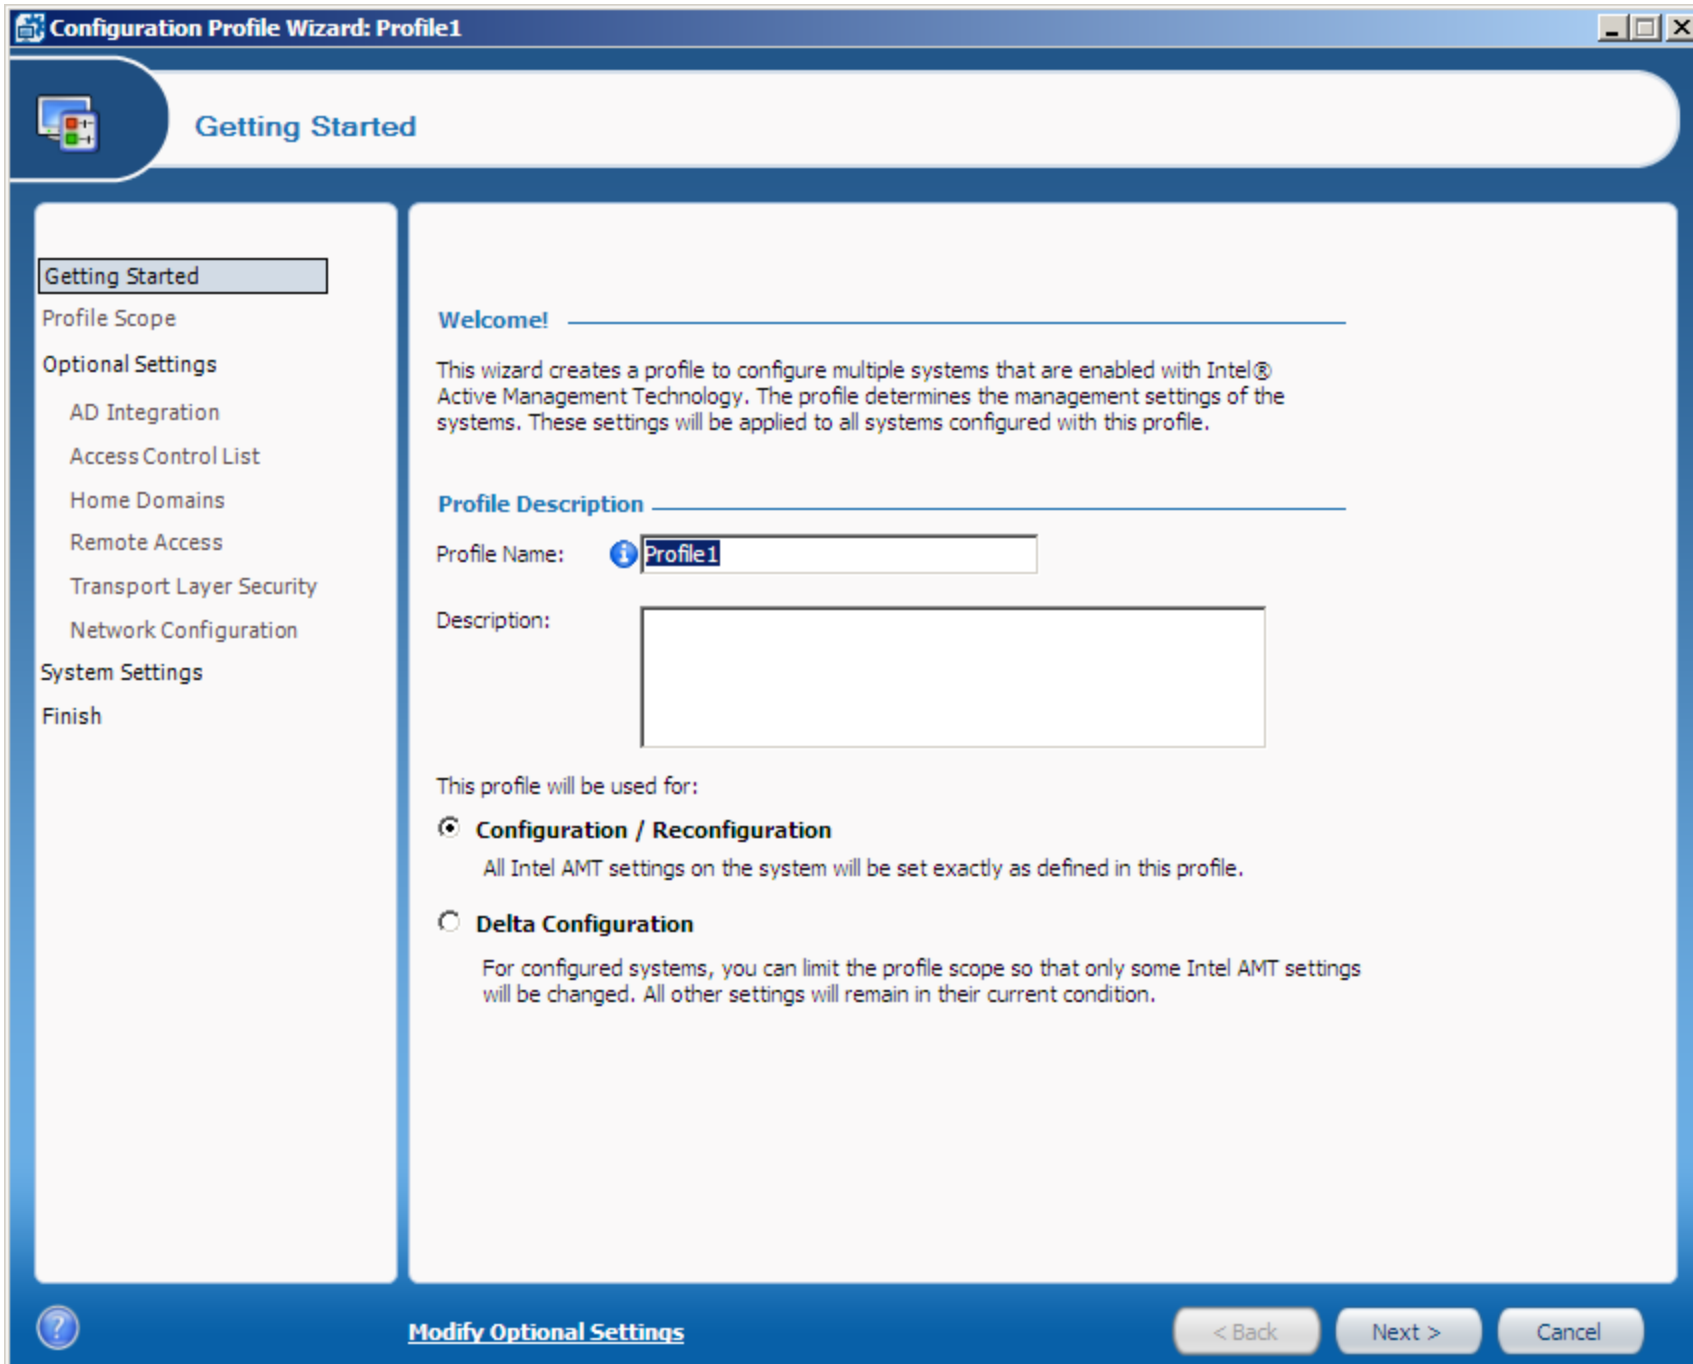 Configuration Profile Wizard: Profile1
Getting Started
Getting Started
Profile Scope
Optional Settings
AD Integration
Access Control List
Home Domains
Remote Access
Transport Layer Security
Network Configuration
System Settings
Finish
Welcome!
This wizard creates a profile to configure multiple systems that are enabled with Intel®
Active Management Technology. The profile determines the management settings of the
systems. These settings will be applied to all systems configured with this profile.
Profile Description
Profile Name: Profile1
Description:
This profile will be used for:
Configuration / Reconfiguration
All Intel AMT settings on the system will be set exactly as defined in this profile.
Delta Configuration
For configured systems, you can limit the profile scope so that only some Intel AMT settings
will be changed. All other settings will remain in their current condition.
Modify Optional Settings
< Back
Next >
Cancel